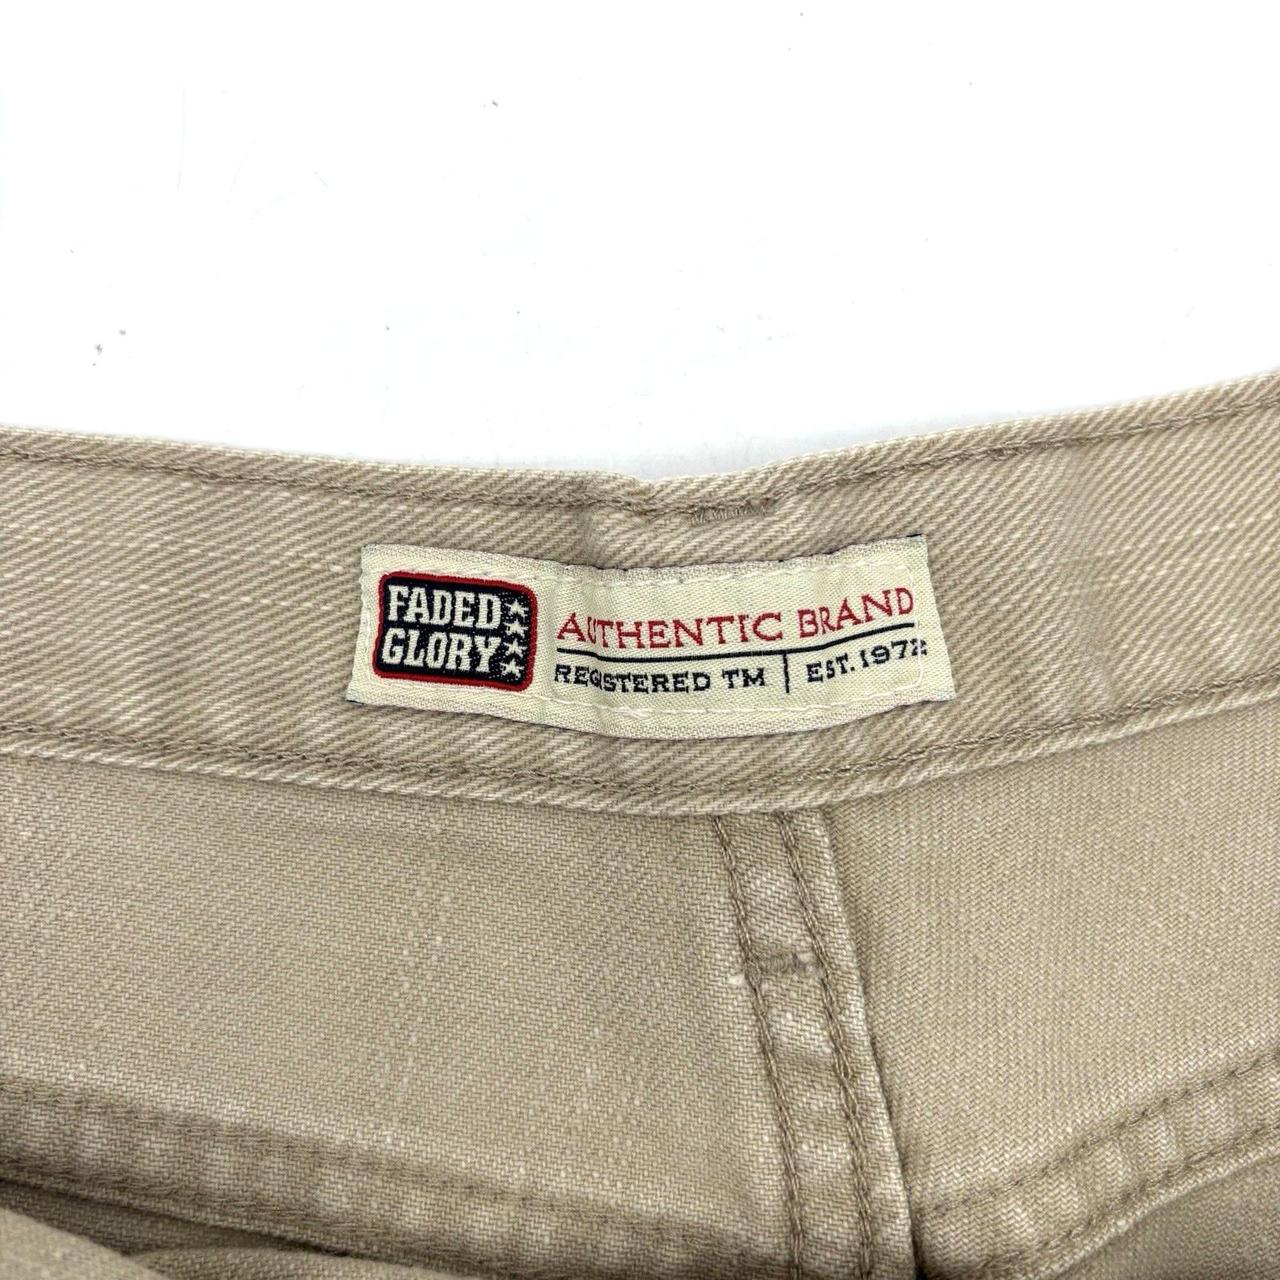 FADED
GLORY
AUTHENTIC BRAND
REGISTERED TM | EST. 1972